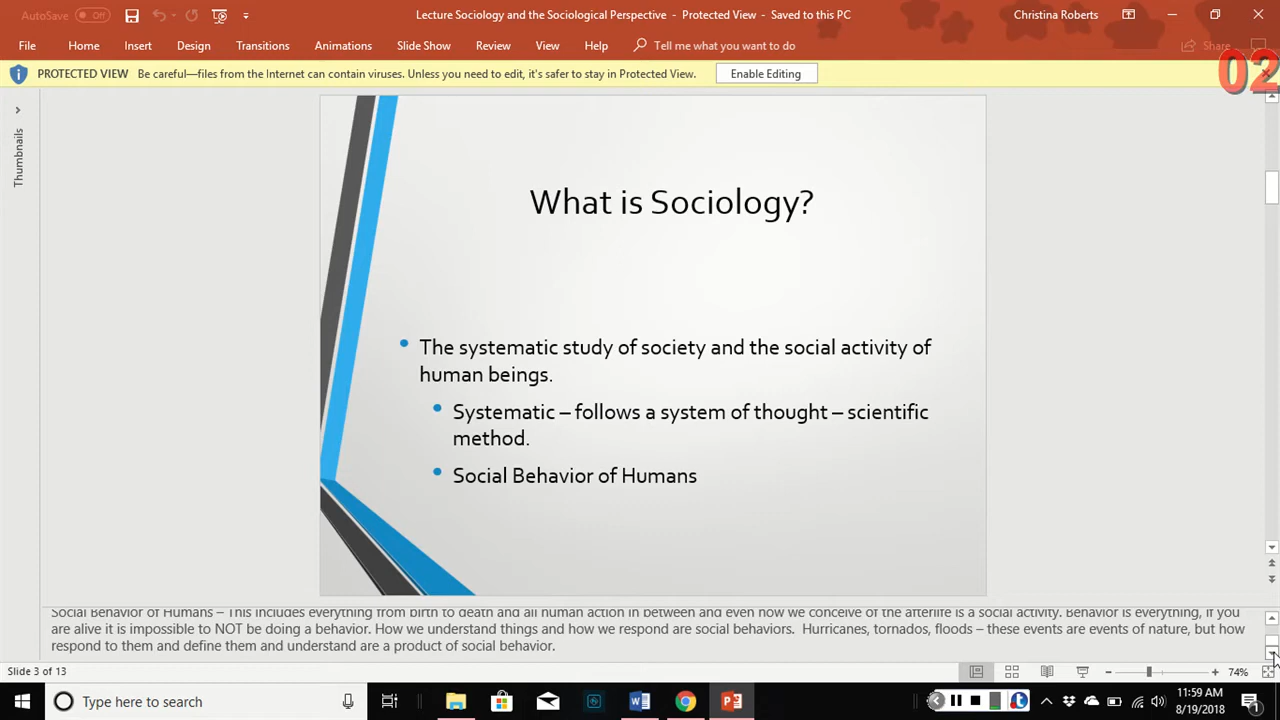 AutoSave Off Lecture Sociology and the Sociological Perspective - Protected View - Saved to this PC Christina Roberts
File Home Insert Design Transitions Animations Slide Show Review View Help Tell me what you want to do Share
PROTECTED VIEW Be careful—files from the Internet can contain viruses. Unless you need to edit, it's safer to stay in Protected View. Enable Editing
02
Thumbnails
What is Sociology?
• The systematic study of society and the social activity of
human beings.
• Systematic – follows a system of thought – scientific
method.
• Social Behavior of Humans
Social Behavior of Humans – This includes everything from birth to death and all human action in between and even how we conceive of the afterlife is a social activity. Behavior is everything, if you
are alive it is impossible to NOT be doing a behavior. How we understand things and how we respond are social behaviors. Hurricanes, tornados, floods – these events are events of nature, but how
respond to them and define them and understand are a product of social behavior.
Slide 3 of 13 74%
Type here to search 11:59 AM
8/19/2018 1